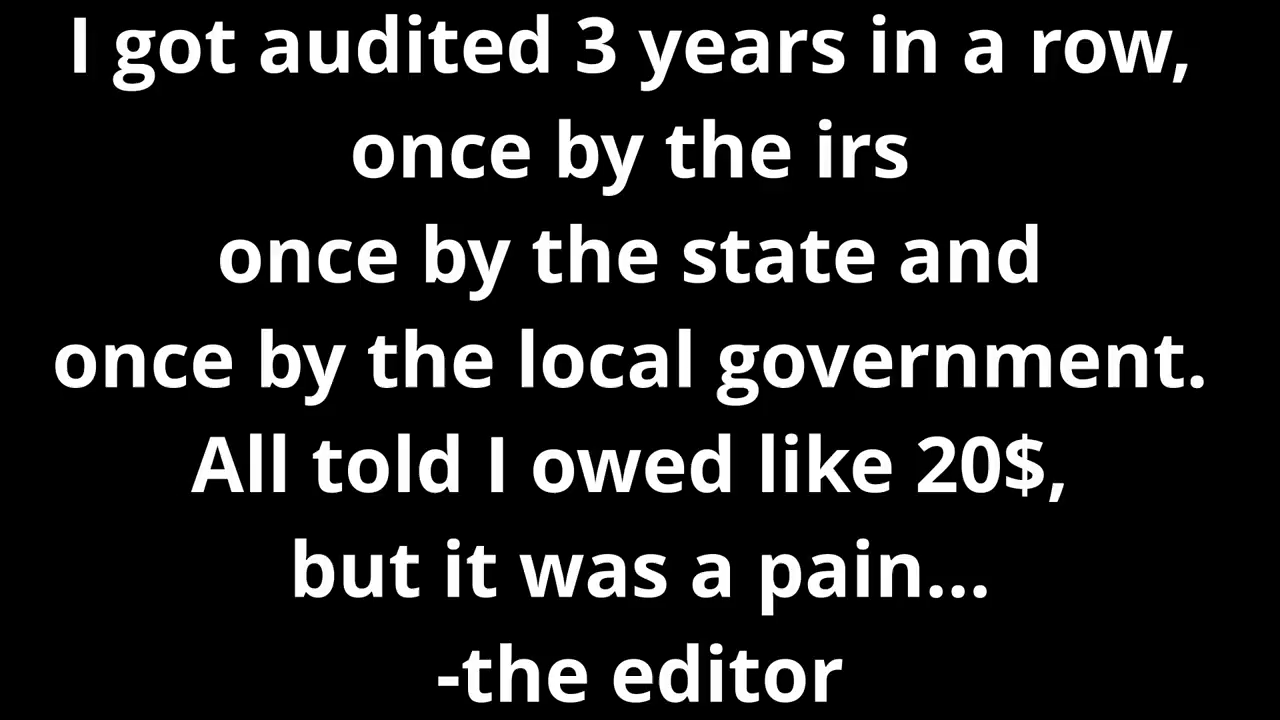 I got audited 3 years in a row,
once by the irs
once by the state and
once by the local government.
All told I owed like 20$,
but it was a pain...
-the editor